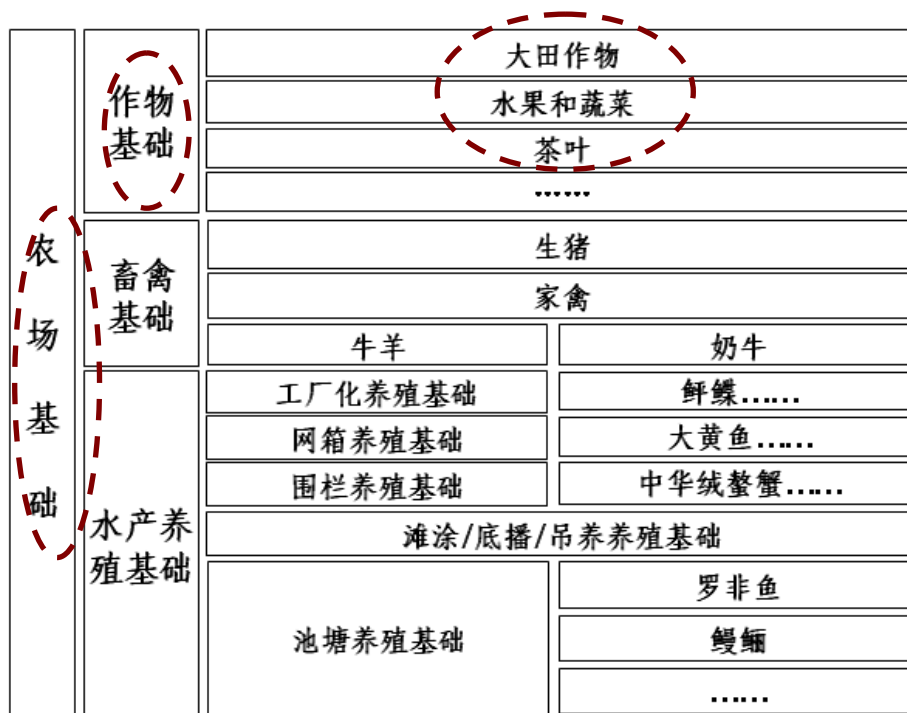 农场基础
作物
基础
大田作物
水果和蔬菜
茶叶
……
畜禽
基础
生猪
家禽
牛羊 奶牛
水产养
殖基础
工厂化养殖基础 鲆鲽……
网箱养殖基础 大黄鱼……
围栏养殖基础 中华绒螯蟹……
滩涂/底播/吊养养殖基础
池塘养殖基础
罗非鱼
鳗鲡
……